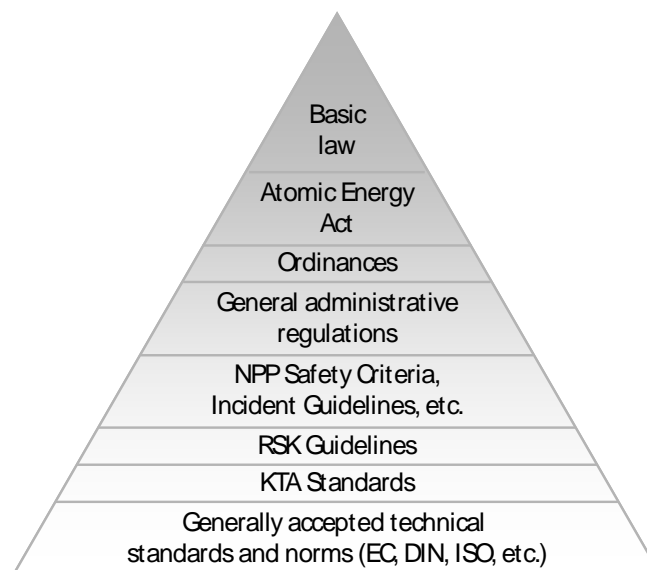 Basic
law
Atomic Energy
Act
Ordinances
General administrative
regulations
NPP Safety Criteria,
Incident Guidelines, etc.
RSK Guidelines
KTA Standards
Generally accepted technical
standards and norms (EC, DIN, ISO, etc.)